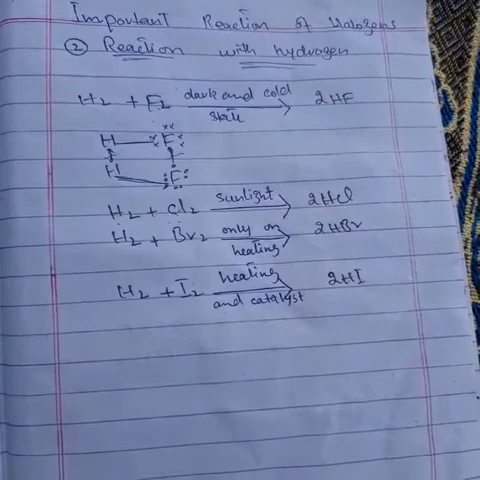 Important Reaction of Halogens
② Reaction with hydrogen
H₂ + F₂ dark and cold state → 2HF
H — F
H — F
H₂ + Cl₂ sunlight → 2HCl
H₂ + Br₂ only on heating → 2HBr
H₂ + I₂ heating and catalyst → 2HI